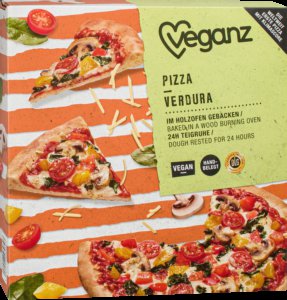 Veganz
PIZZA
VERDURA
IM HOLZOFEN GEBACKEN/
BAKED IN A WOOD BURNING OVEN
24H TEIGRUHE/
DOUGH RESTED FOR 24 HOURS
VEGAN
HAND-
BELEGT